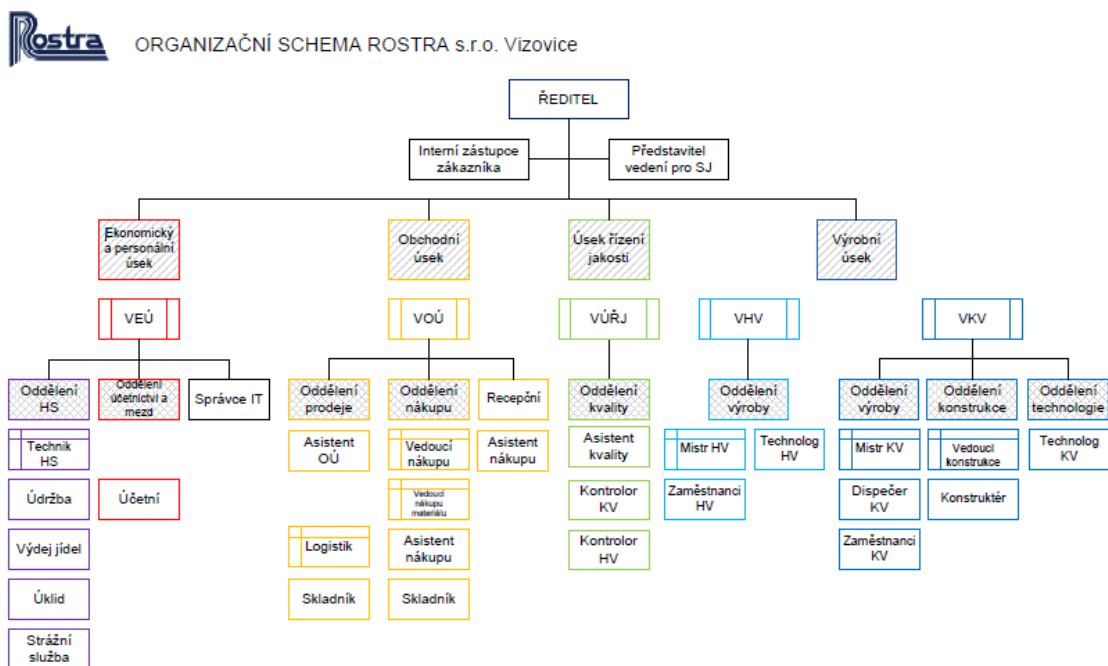 Rostra
ORGANIZAČNÍ SCHEMA ROSTRA s.r.o. Vizovice
ŘEDITEL
Interní zástupce
zákazníka
Představitel
vedení pro SJ
Ekonomický
a personální
úsek
Obchodní
úsek
Úsek řízení
jakosti
Výrobní
úsek
VEÚ
VOÚ
VÚŘJ
VHV
VKV
Oddělení
HS
Oddělení
účetnictví a
mezd
Správce IT
Oddělení
prodeje
Oddělení
nákupu
Recepční
Oddělení
kvality
Oddělení
výroby
Oddělení
výroby
Oddělení
konstrukce
Oddělení
technologie
Technik
HS
Asistent
OÚ
Vedoucí
nákupu
Asistent
nákupu
Asistent
kvality
Mistr HV
Technolog
HV
Mistr KV
Vedoucí
konstrukce
Technolog
KV
Údržba
Účetní
Vedoucí
nákupu
materiálu
Kontrolor
KV
Zaměstnanci
HV
Dispečer
KV
Konstruktér
Výdej jídel
Logistik
Asistent
nákupu
Kontrolor
HV
Zaměstnanci
KV
Úklid
Skladník
Skladník
Strážní
služba